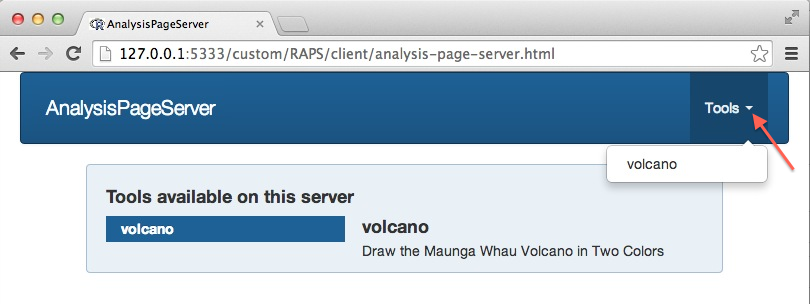 AnalysisPageServer
127.0.0.1:5333/custom/RAPS/client/analysis-page-server.html
AnalysisPageServer
Tools
volcano
Tools available on this server
volcano
volcano
Draw the Maunga Whau Volcano in Two Colors